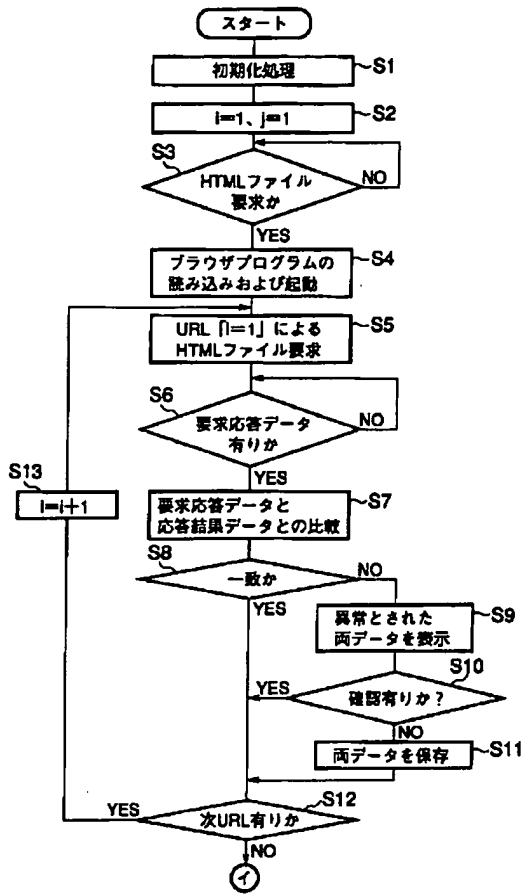 スタート
初期化処理
S1
i=1、j=1
S2
S3
HTMLファイル
要求か
NO
YES
ブラウザプログラムの
読み込みおよび起動
S4
URL「i=1」による
HTMLファイル要求
S5
S6
要求応答データ
有りか
NO
YES
S13
i=i+1
要求応答データと
応答結果データとの比較
S7
S8
一致か
NO
YES
異常とされた
両データを表示
S9
S10
確認有りか?
YES
NO
両データを保存
S11
S12
次URL有りか
YES
NO
イ